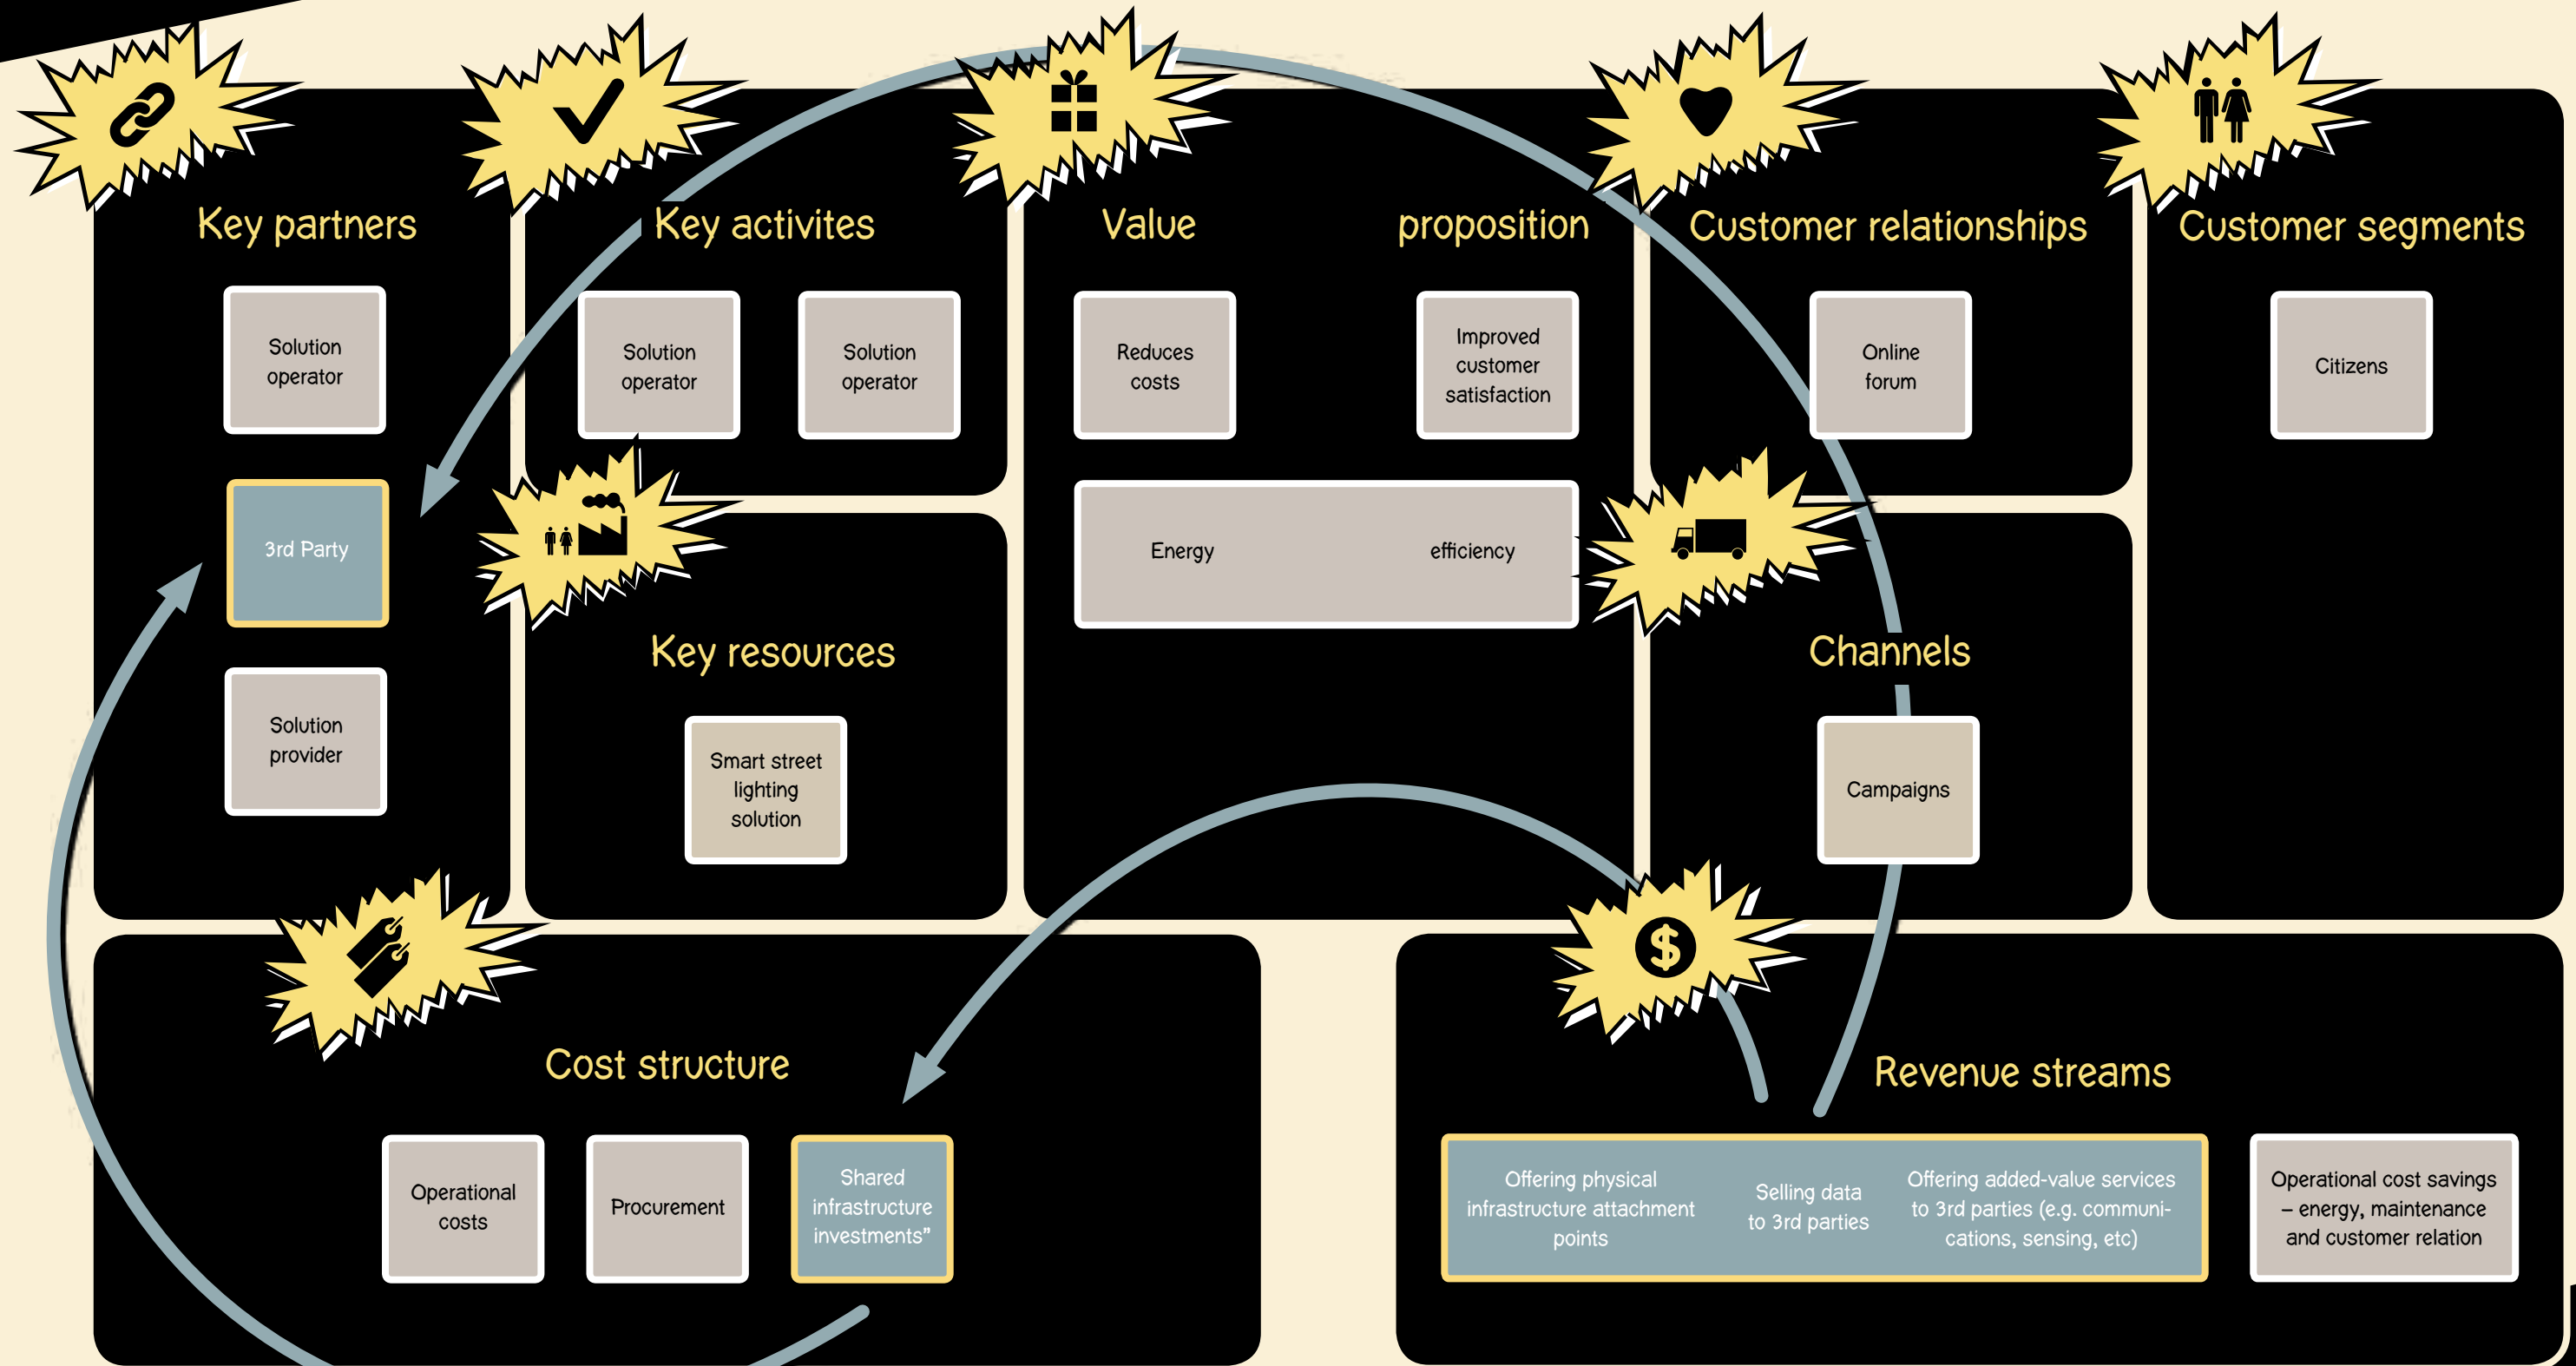 Key partners
Solution
operator
3rd Party
Solution
provider
Key activites
Solution
operator
Solution
operator
Key resources
Smart street
lighting
solution
Value proposition
Reduces
costs
Improved
customer
satisfaction
Energy efficiency
Customer relationships
Online
forum
Channels
Campaigns
Customer segments
Citizens
Cost structure
Operational
costs
Procurement
Shared
infrastructure
investments”
$
Revenue streams
Offering physical
infrastructure attachment
points
Selling data
to 3rd parties
Offering added-value services
to 3rd parties (e.g. communi-
cations, sensing, etc)
Operational cost savings
– energy, maintenance
and customer relation